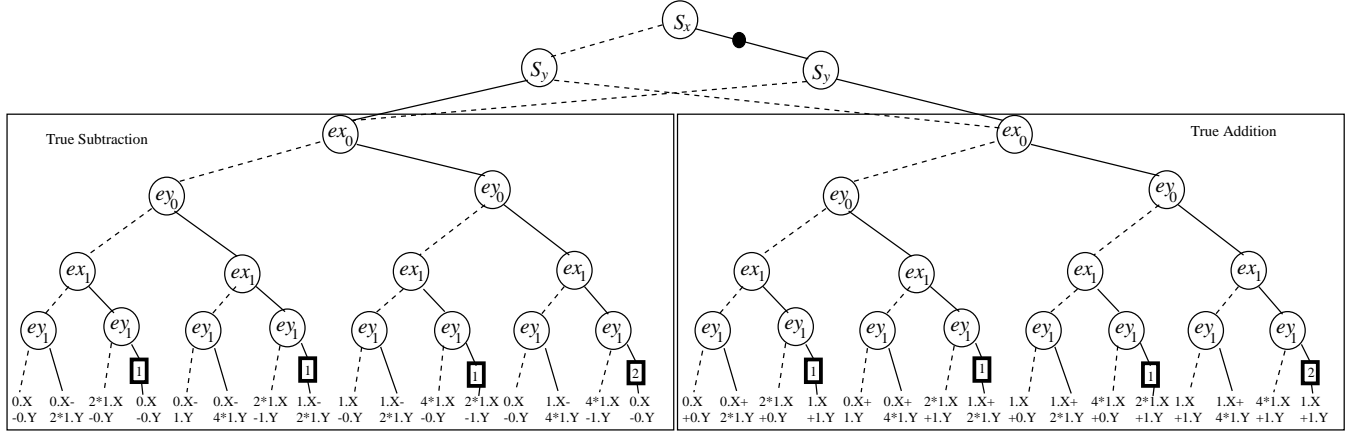 Sx
Sy Sy
ex0 ex0
True Subtraction True Addition
ey0 ey0 ey0 ey0
ex1 ex1 ex1 ex1 ex1 ex1 ex1 ex1
ey1 ey1 ey1 ey1 ey1 ey1 ey1 ey1 ey1 ey1 ey1 ey1 ey1 ey1 ey1 ey1
1 1 1 2 1 1 1 2
0.X 0.X- 2*1.X 0.X 0.X- 0.X- 2*1.X 1.X- 1.X 1.X- 4*1.X 2*1.X 0.X 1.X- 4*1.X 0.X 0.X 0.X+ 2*1.X 1.X 0.X+ 0.X+ 2*1.X 1.X+ 1.X 1.X+ 4*1.X 2*1.X 1.X 1.X+ 4*1.X 1.X
-0.Y 2*1.Y -0.Y -0.Y 1.Y 4*1.Y -1.Y 2*1.Y -0.Y 2*1.Y -0.Y -1.Y -0.Y 4*1.Y -1.Y -0.Y +0.Y 2*1.Y +0.Y +1.Y 1.Y 4*1.Y +1.Y 2*1.Y +0.Y 2*1.Y +0.Y +1.Y +1.Y 4*1.Y +1.Y +1.Y